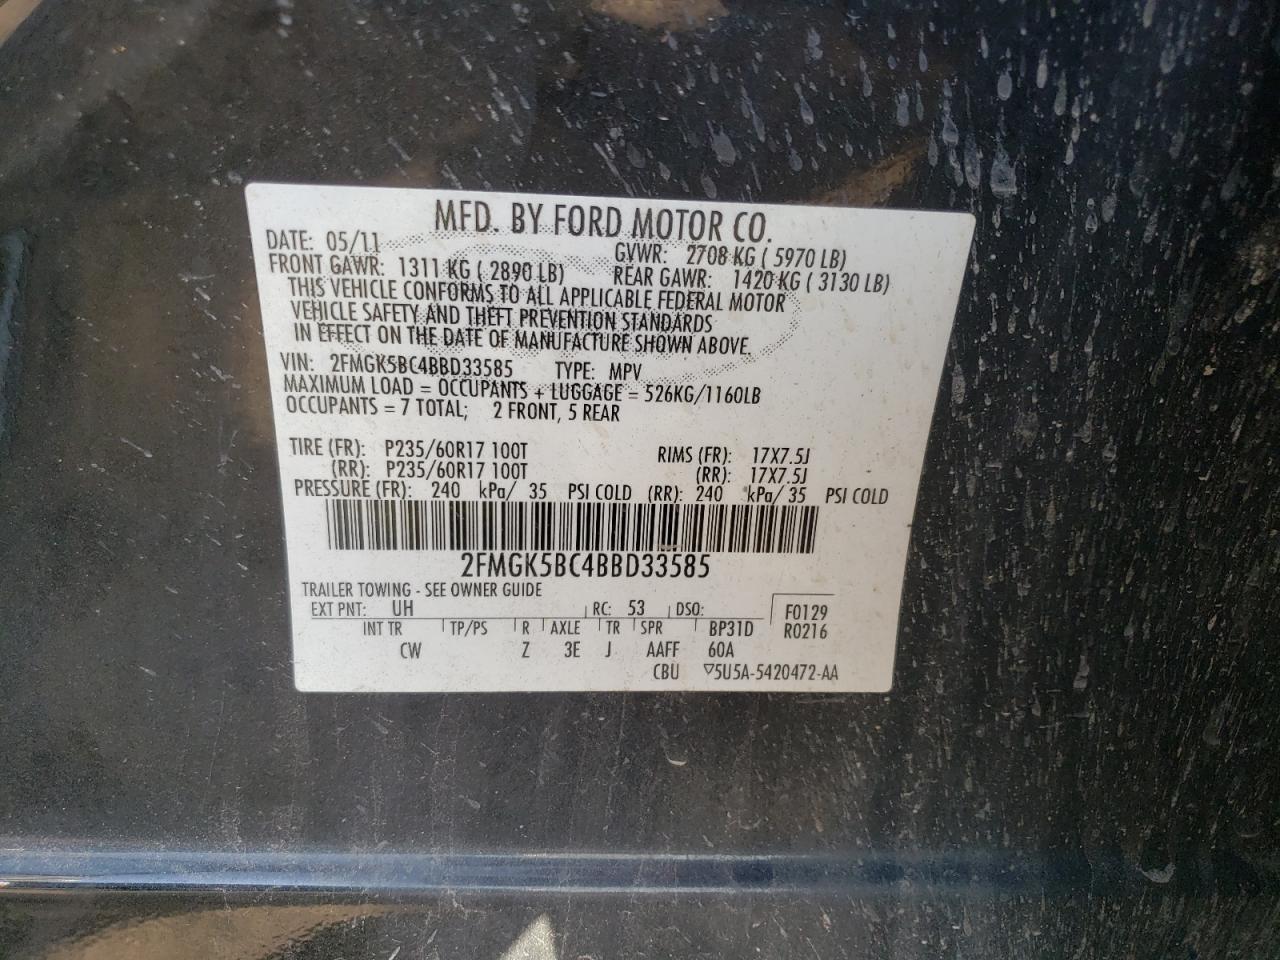 MFD. BY FORD MOTOR CO.
DATE: 05/11 GVWR: 2708 KG ( 5970 LB)
FRONT GAWR: 1311 KG ( 2890 LB) REAR GAWR: 1420 KG ( 3130 LB)
THIS VEHICLE CONFORMS TO ALL APPLICABLE FEDERAL MOTOR
VEHICLE SAFETY AND THEFT PREVENTION STANDARDS
IN EFFECT ON THE DATE OF MANUFACTURE SHOWN ABOVE.
VIN: 2FMGK5BC4BBD33585 TYPE: MPV
MAXIMUM LOAD = OCCUPANTS + LUGGAGE = 526KG/1160LB
OCCUPANTS = 7 TOTAL; 2 FRONT, 5 REAR
TIRE (FR): P235/60R17 100T RIMS (FR): 17X7.5J
(RR): P235/60R17 100T (RR): 17X7.5J
PRESSURE (FR): 240 kPa/ 35 PSI COLD (RR): 240 kPa/ 35 PSI COLD
2FMGK5BC4BBD33585
TRAILER TOWING - SEE OWNER GUIDE
EXT PNT: UH RC: 53 DSO: F0129
INT TR TP/PS R AXLE TR SPR BP31D R0216
CW Z 3E J AAFF 60A
CBU ▽5U5A-5420472-AA